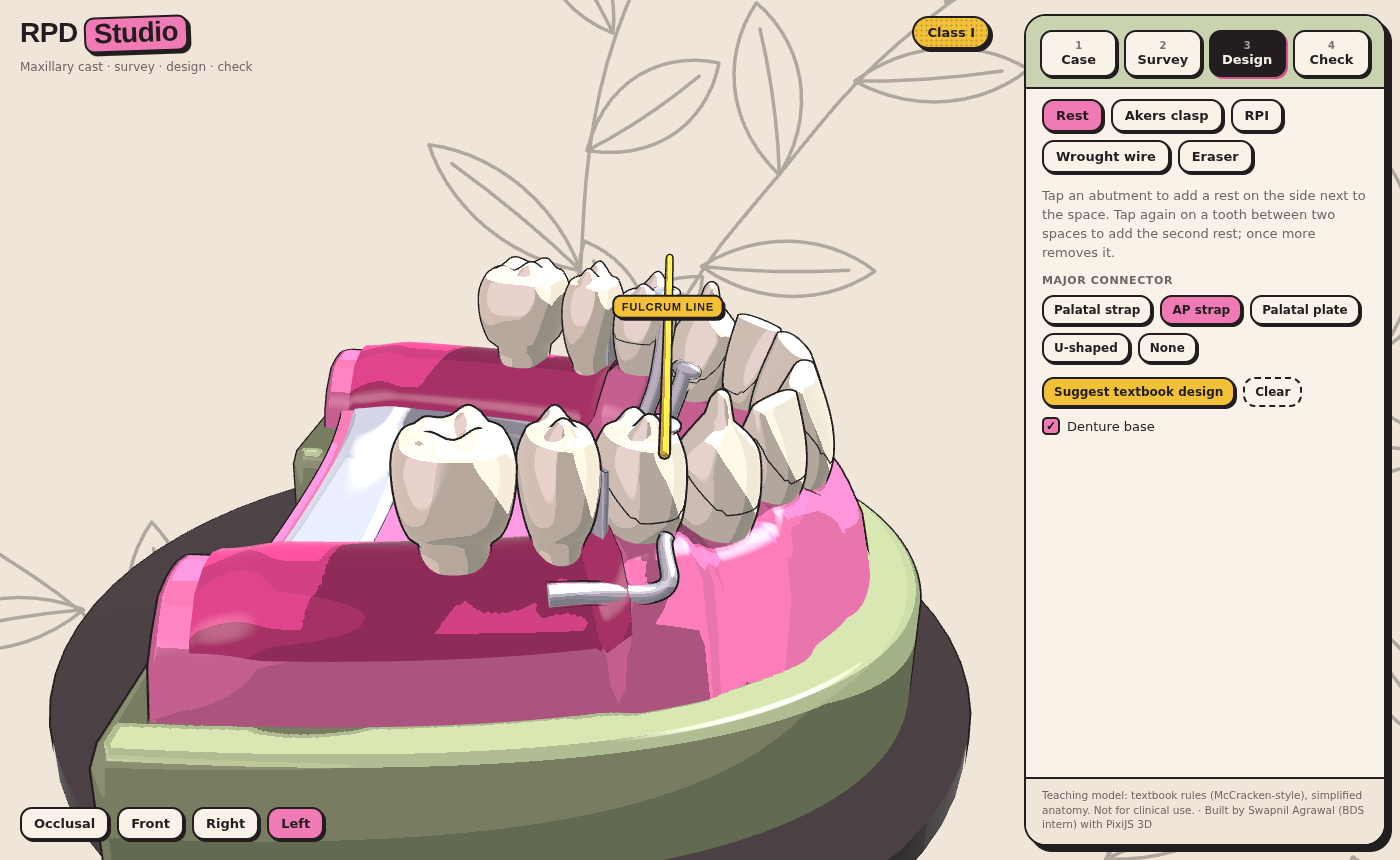 RPD Studio
Maxillary cast · survey · design · check
Class I
FULCRUM LINE
Occlusal
Front
Right
Left
1
Case
2
Survey
3
Design
4
Check
Rest
Akers clasp
RPI
Wrought wire
Eraser
Tap an abutment to add a rest on the side next to
the space. Tap again on a tooth between two
spaces to add the second rest; once more
removes it.
MAJOR CONNECTOR
Palatal strap
AP strap
Palatal plate
U-shaped
None
Suggest textbook design
Clear
Denture base
Teaching model: textbook rules (McCracken-style), simplified
anatomy. Not for clinical use. · Built by Swapnil Agrawal (BDS
intern) with PixiJS 3D